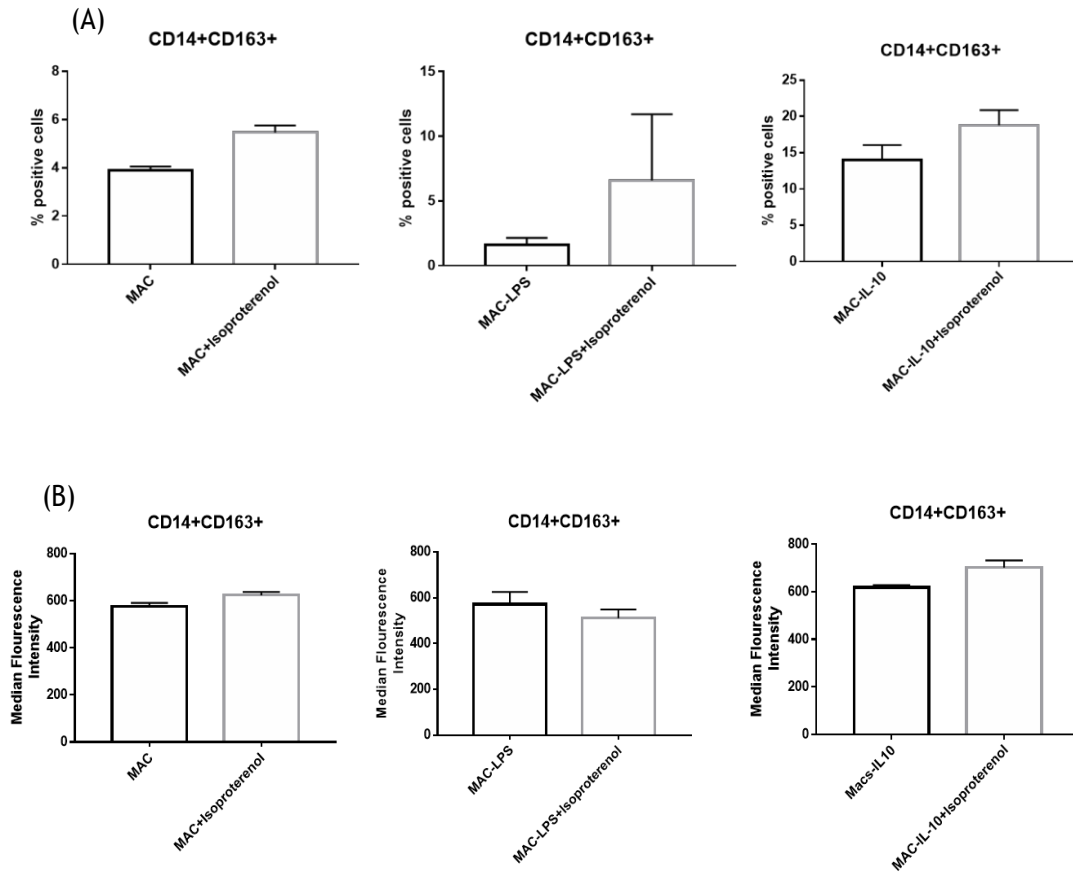 (A)
CD14+CD163+
% positive cells
8
6
4
2
0
MAC
MAC+Isoproterenol
CD14+CD163+
% positive cells
15
10
5
0
MAC-LPS
MAC-LPS+Isoproterenol
CD14+CD163+
% positive cells
25
20
15
10
5
0
MAC-IL-10
MAC-IL-10+Isoproterenol
(B)
CD14+CD163+
Median Flourescence
Intensity
800
600
400
200
0
MAC
MAC+Isoproterenol
CD14+CD163+
Median Flourescence
Intensity
800
600
400
200
0
MAC-LPS
MAC-LPS+Isoproterenol
CD14+CD163+
Median Flourescence
Intensity
800
600
400
200
0
Macs-IL10
MAC-IL-10+Isoproterenol